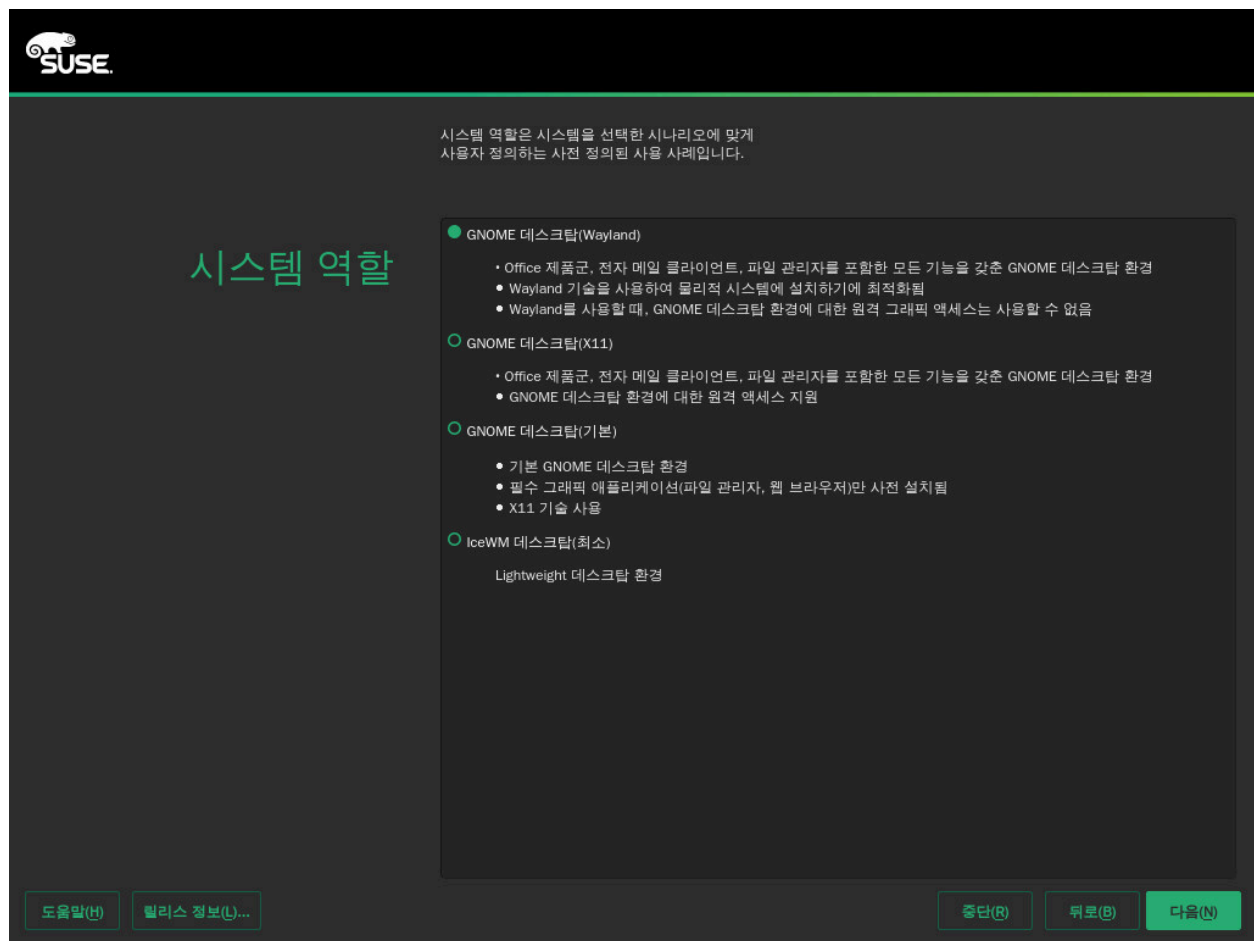 SUSE.
시스템 역할은 시스템을 선택한 시나리오에 맞게
사용자 정의하는 사전 정의된 사용 사례입니다.
시스템 역할
GNOME 데스크탑(Wayland)
• Office 제품군, 전자 메일 클라이언트, 파일 관리자를 포함한 모든 기능을 갖춘 GNOME 데스크탑 환경
• Wayland 기술을 사용하여 물리적 시스템에 설치하기에 최적화됨
• Wayland를 사용할 때, GNOME 데스크탑 환경에 대한 원격 그래픽 액세스는 사용할 수 없음
GNOME 데스크탑(X11)
• Office 제품군, 전자 메일 클라이언트, 파일 관리자를 포함한 모든 기능을 갖춘 GNOME 데스크탑 환경
• GNOME 데스크탑 환경에 대한 원격 액세스 지원
GNOME 데스크탑(기본)
• 기본 GNOME 데스크탑 환경
• 필수 그래픽 애플리케이션(파일 관리자, 웹 브라우저)만 사전 설치됨
• X11 기술 사용
IceWM 데스크탑(최소)
Lightweight 데스크탑 환경
도움말(H) 릴리스 정보(L)... 중단(R) 뒤로(B) 다음(N)